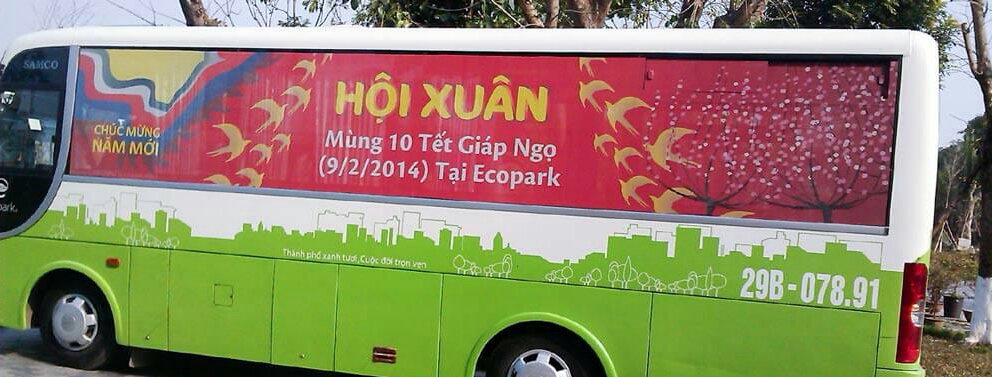 SAMCO
CHÚC MỪNG
NĂM MỚI
HỘI XUÂN
Mùng 10 Tết Giáp Ngọ
(9/2/2014) Tại Ecopark
Thành phố xanh tươi, Cuộc đời trọn vẹn
29B-078.91